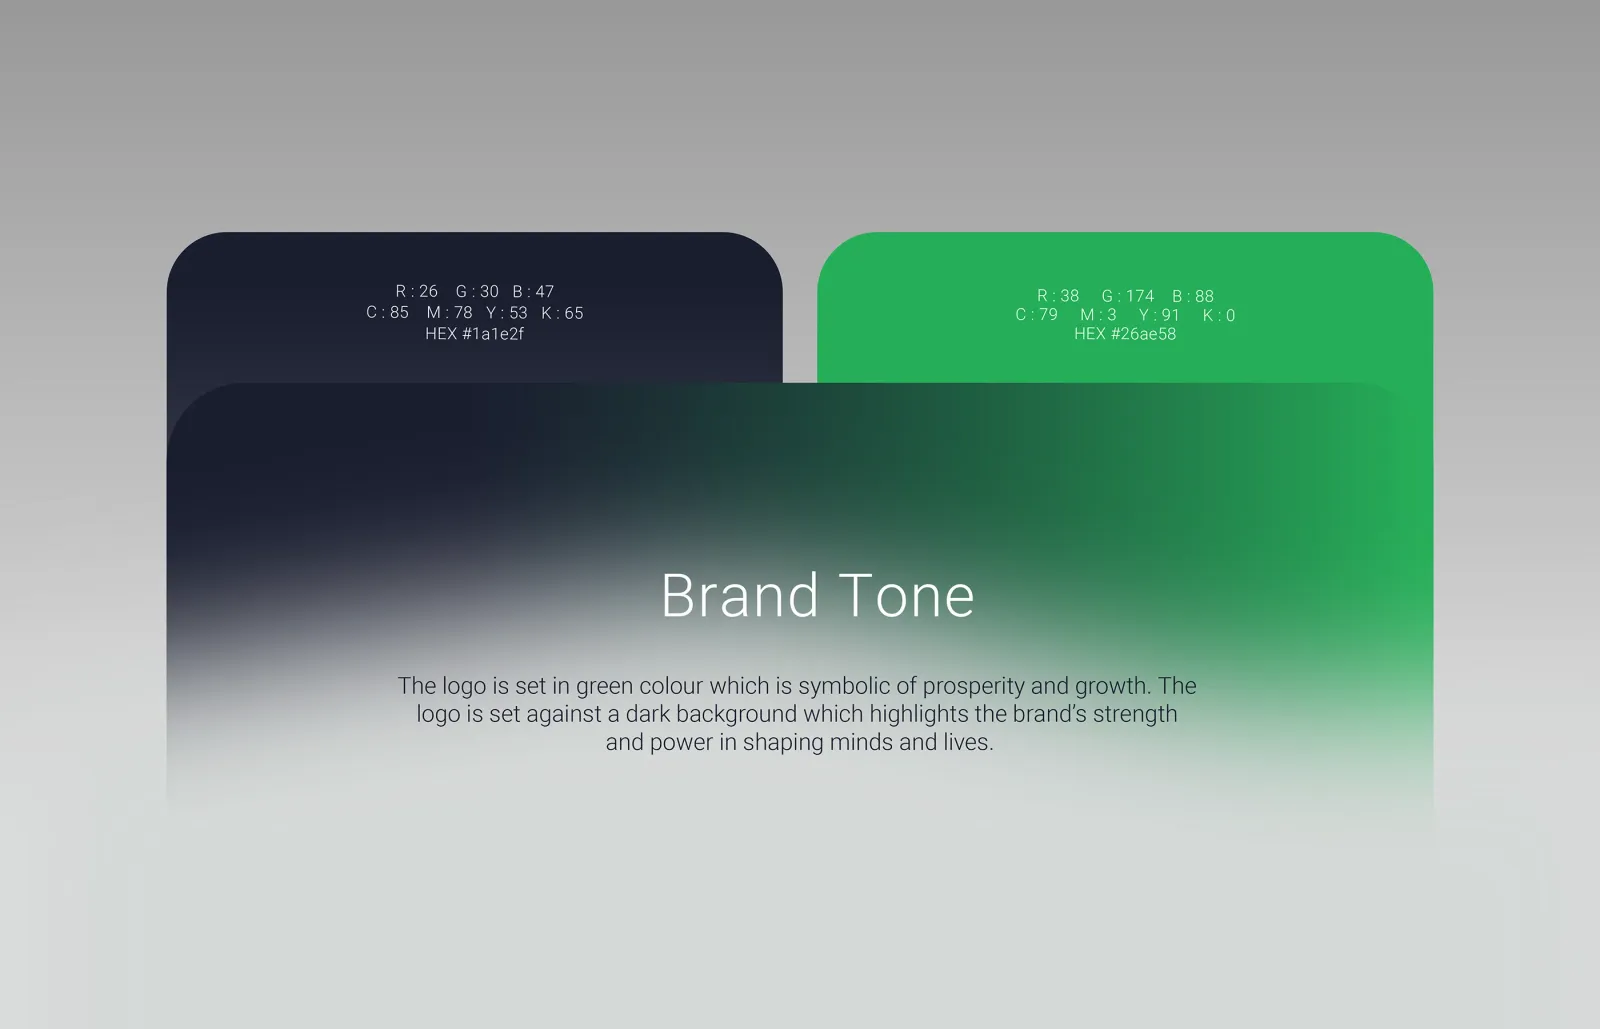 R : 26 G : 30 B : 47
C : 85 M : 78 Y : 53 K : 65
HEX #1a1e2f
R : 38 G : 174 B : 88
C : 79 M : 3 Y : 91 K : 0
HEX #26ae58
Brand Tone
The logo is set in green colour which is symbolic of prosperity and growth. The
logo is set against a dark background which highlights the brand’s strength
and power in shaping minds and lives.